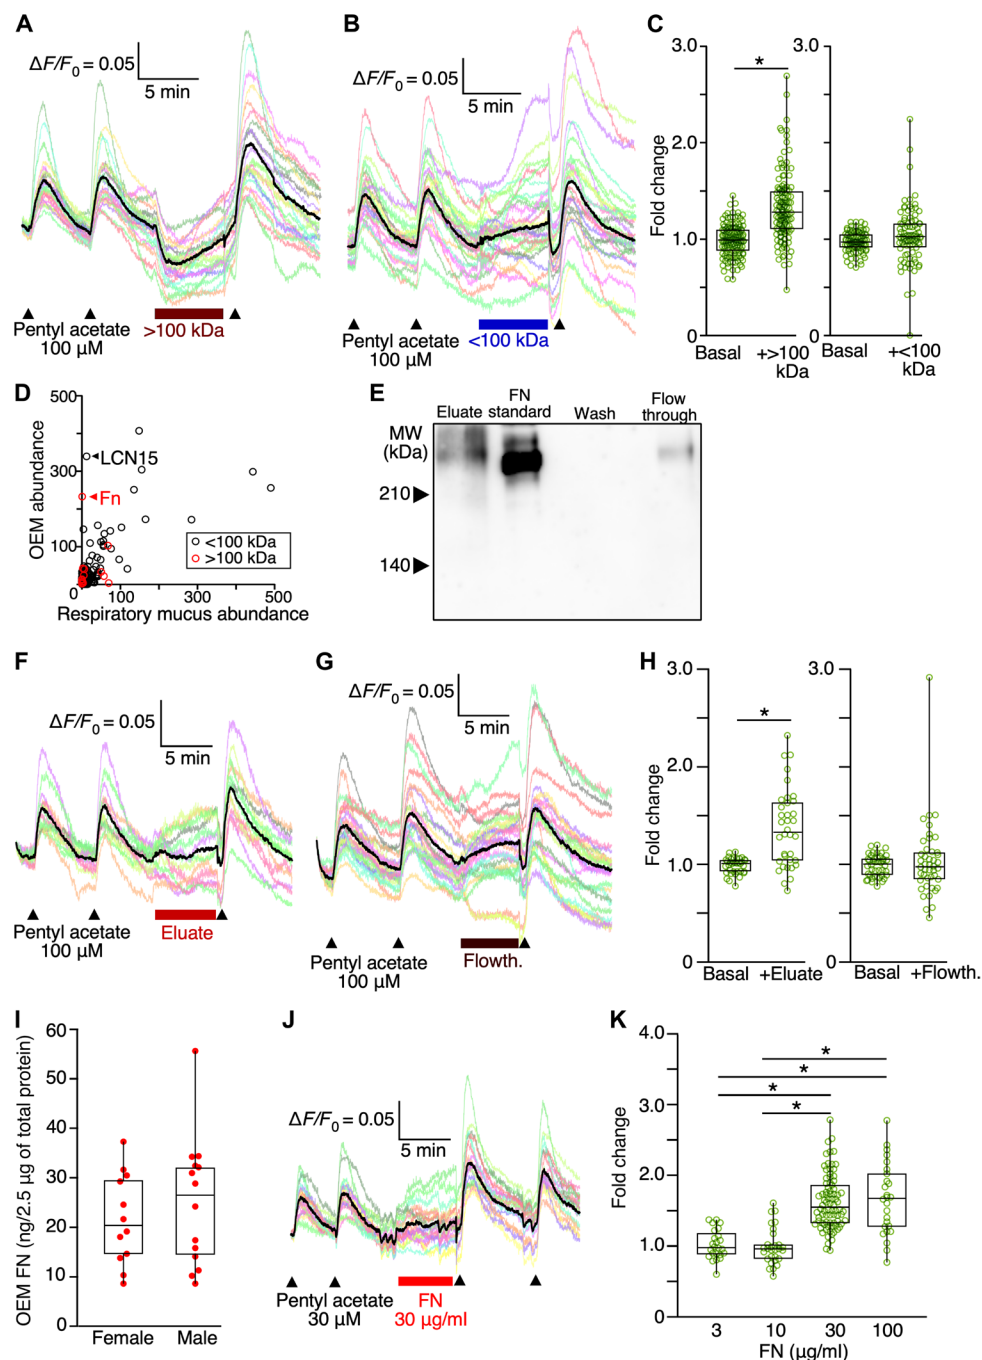 A
ΔF/F0 = 0.05
5 min
Pentyl acetate
100 µM
>100 kDa
B
ΔF/F0 = 0.05
5 min
Pentyl acetate
100 µM
<100 kDa
C
Fold change
3.0
2.0
1.0
0
Basal
+>100
kDa
*
3.0
3
Basal
+<100
kDa
D
OEM abundance
500
300
100
0
LCN15
Fn
<100 kDa
>100 kDa
100
300
500
Respiratory mucus abundance
E
MW
(kDa)
Eluate
FN
standard
Wash
Flow
through
210
140
F
ΔF/F0 = 0.05
5 min
Pentyl acetate
100 µM
Eluate
G
ΔF/F0 = 0.05
5 min
Pentyl acetate
100 µM
Flowth.
H
Fold change
3.0
2.0
1.0
0
*
Basal
+Eluate
3.0
0
Basal
+Flowth.
I
OEM FN (ng/2.5 µg of total protein)
60
50
40
30
20
10
0
Female
Male
J
ΔF/F0 = 0.05
5 min
Pentyl acetate
30 µM
FN
30 µg/ml
K
Fold change
4.0
3.0
2.0
1.0
0
*
*
*
*
3
10
30
100
FN (µg/ml)